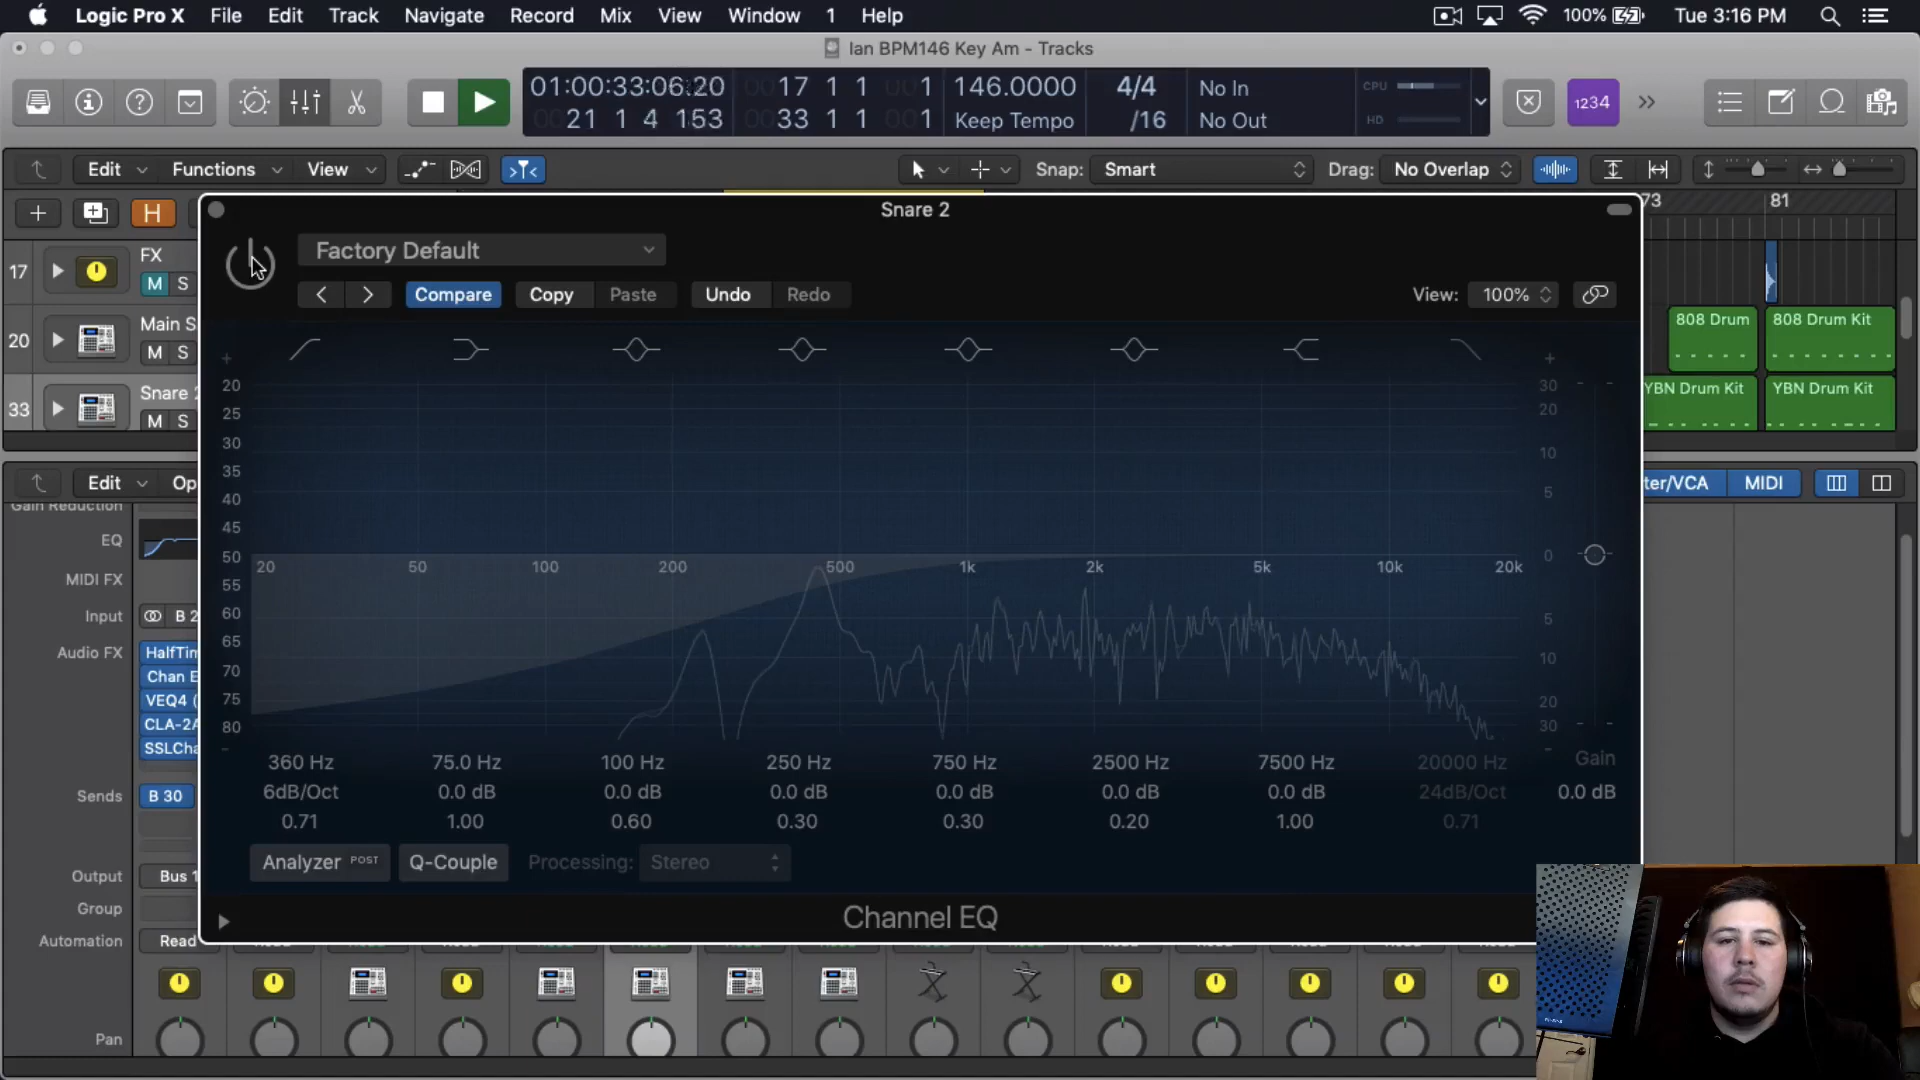 Logic Pro X File Edit Track Navigate Record Mix View Window 1 Help 100% Tue 3:16 PM
Ian BPM146 Key Am - Tracks
01:00:33:06:20 17 1 1 1 146.0000 4/4 No In CPU
21 1 4 153 33 1 1 1 Keep Tempo /16 No Out HD
1234
Edit Functions View Snap: Smart Drag: No Overlap
H
Snare 2
73 81
Factory Default
Compare Copy Paste Undo Redo View: 100%
17 FX
M S
20 Main S
M S
33 Snare 2
M S
808 Drum 808 Drum Kit
YBN Drum Kit YBN Drum Kit
Edit Op ter/VCA MIDI
Gain Reduction
EQ
MIDI FX
Input B 2
Audio FX HalfTim
Chan E
VEQ4 (
CLA-2A
SSLCha
Sends B 30
Output Bus 1
Group
Automation Read
Pan
+ +
20 30
25 20
30 10
35
40 5
45
50 0
20 50 100 200 500 1k 2k 5k 10k 20k
55
60 5
65 10
70
75 20
80 30
- -
360 Hz 75.0 Hz 100 Hz 250 Hz 750 Hz 2500 Hz 7500 Hz 20000 Hz Gain
6dB/Oct 0.0 dB 0.0 dB 0.0 dB 0.0 dB 0.0 dB 0.0 dB 24dB/Oct 0.0 dB
0.71 1.00 0.60 0.30 0.30 0.20 1.00 0.71
Analyzer POST Q-Couple Processing: Stereo
Channel EQ